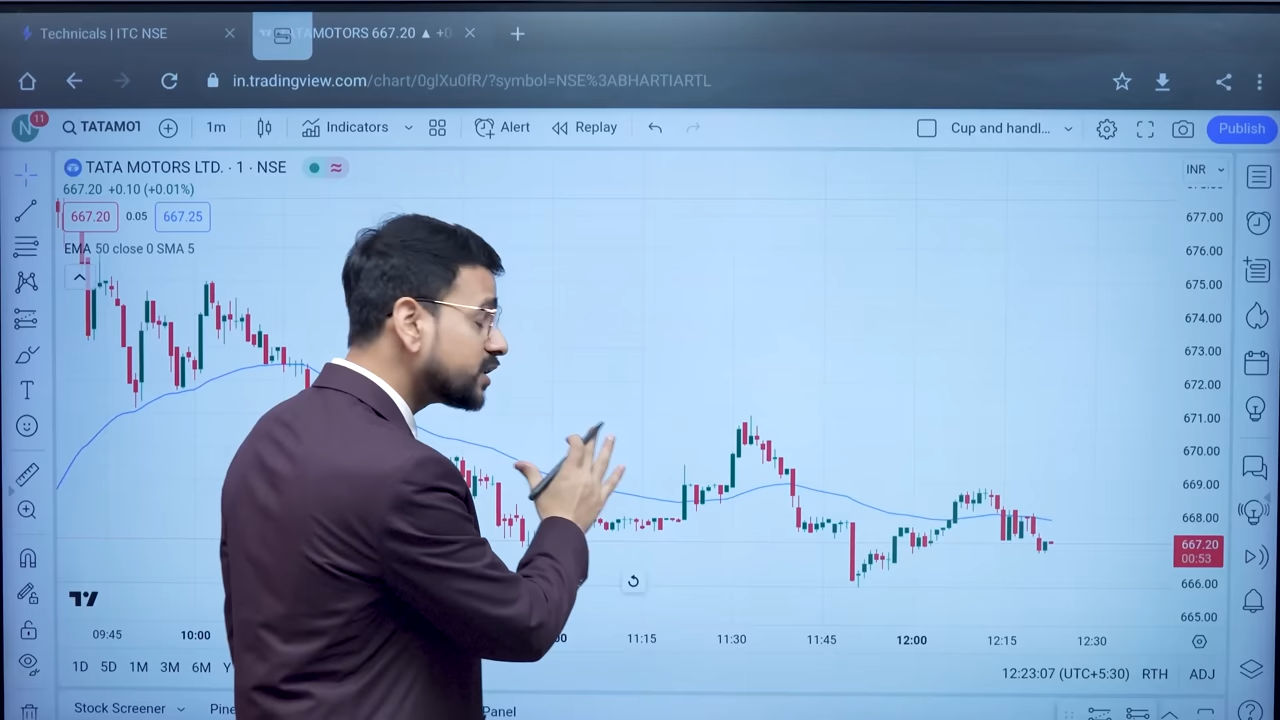 Technicals | ITC NSE
TAMOTORS 667.20 ▲ +0
in.tradingview.com/chart/0glXu0fR/?symbol=NSE%3ABHARTIARTL
N 11 TATAMOT 1m Indicators Alert Replay Cup and handl... Publish
TATA MOTORS LTD. · 1 · NSE
INR
667.20 +0.10 (+0.01%)
667.20 0.05 667.25
EMA 50 close 0 SMA 5
677.00
676.00
675.00
674.00
673.00
672.00
671.00
670.00
669.00
668.00
667.20
00:53
666.00
665.00
09:45 10:00 11:15 11:30 11:45 12:00 12:15 12:30
1D 5D 1M 3M 6M Y 12:23:07 (UTC+5:30) RTH ADJ
Stock Screener Pine Panel